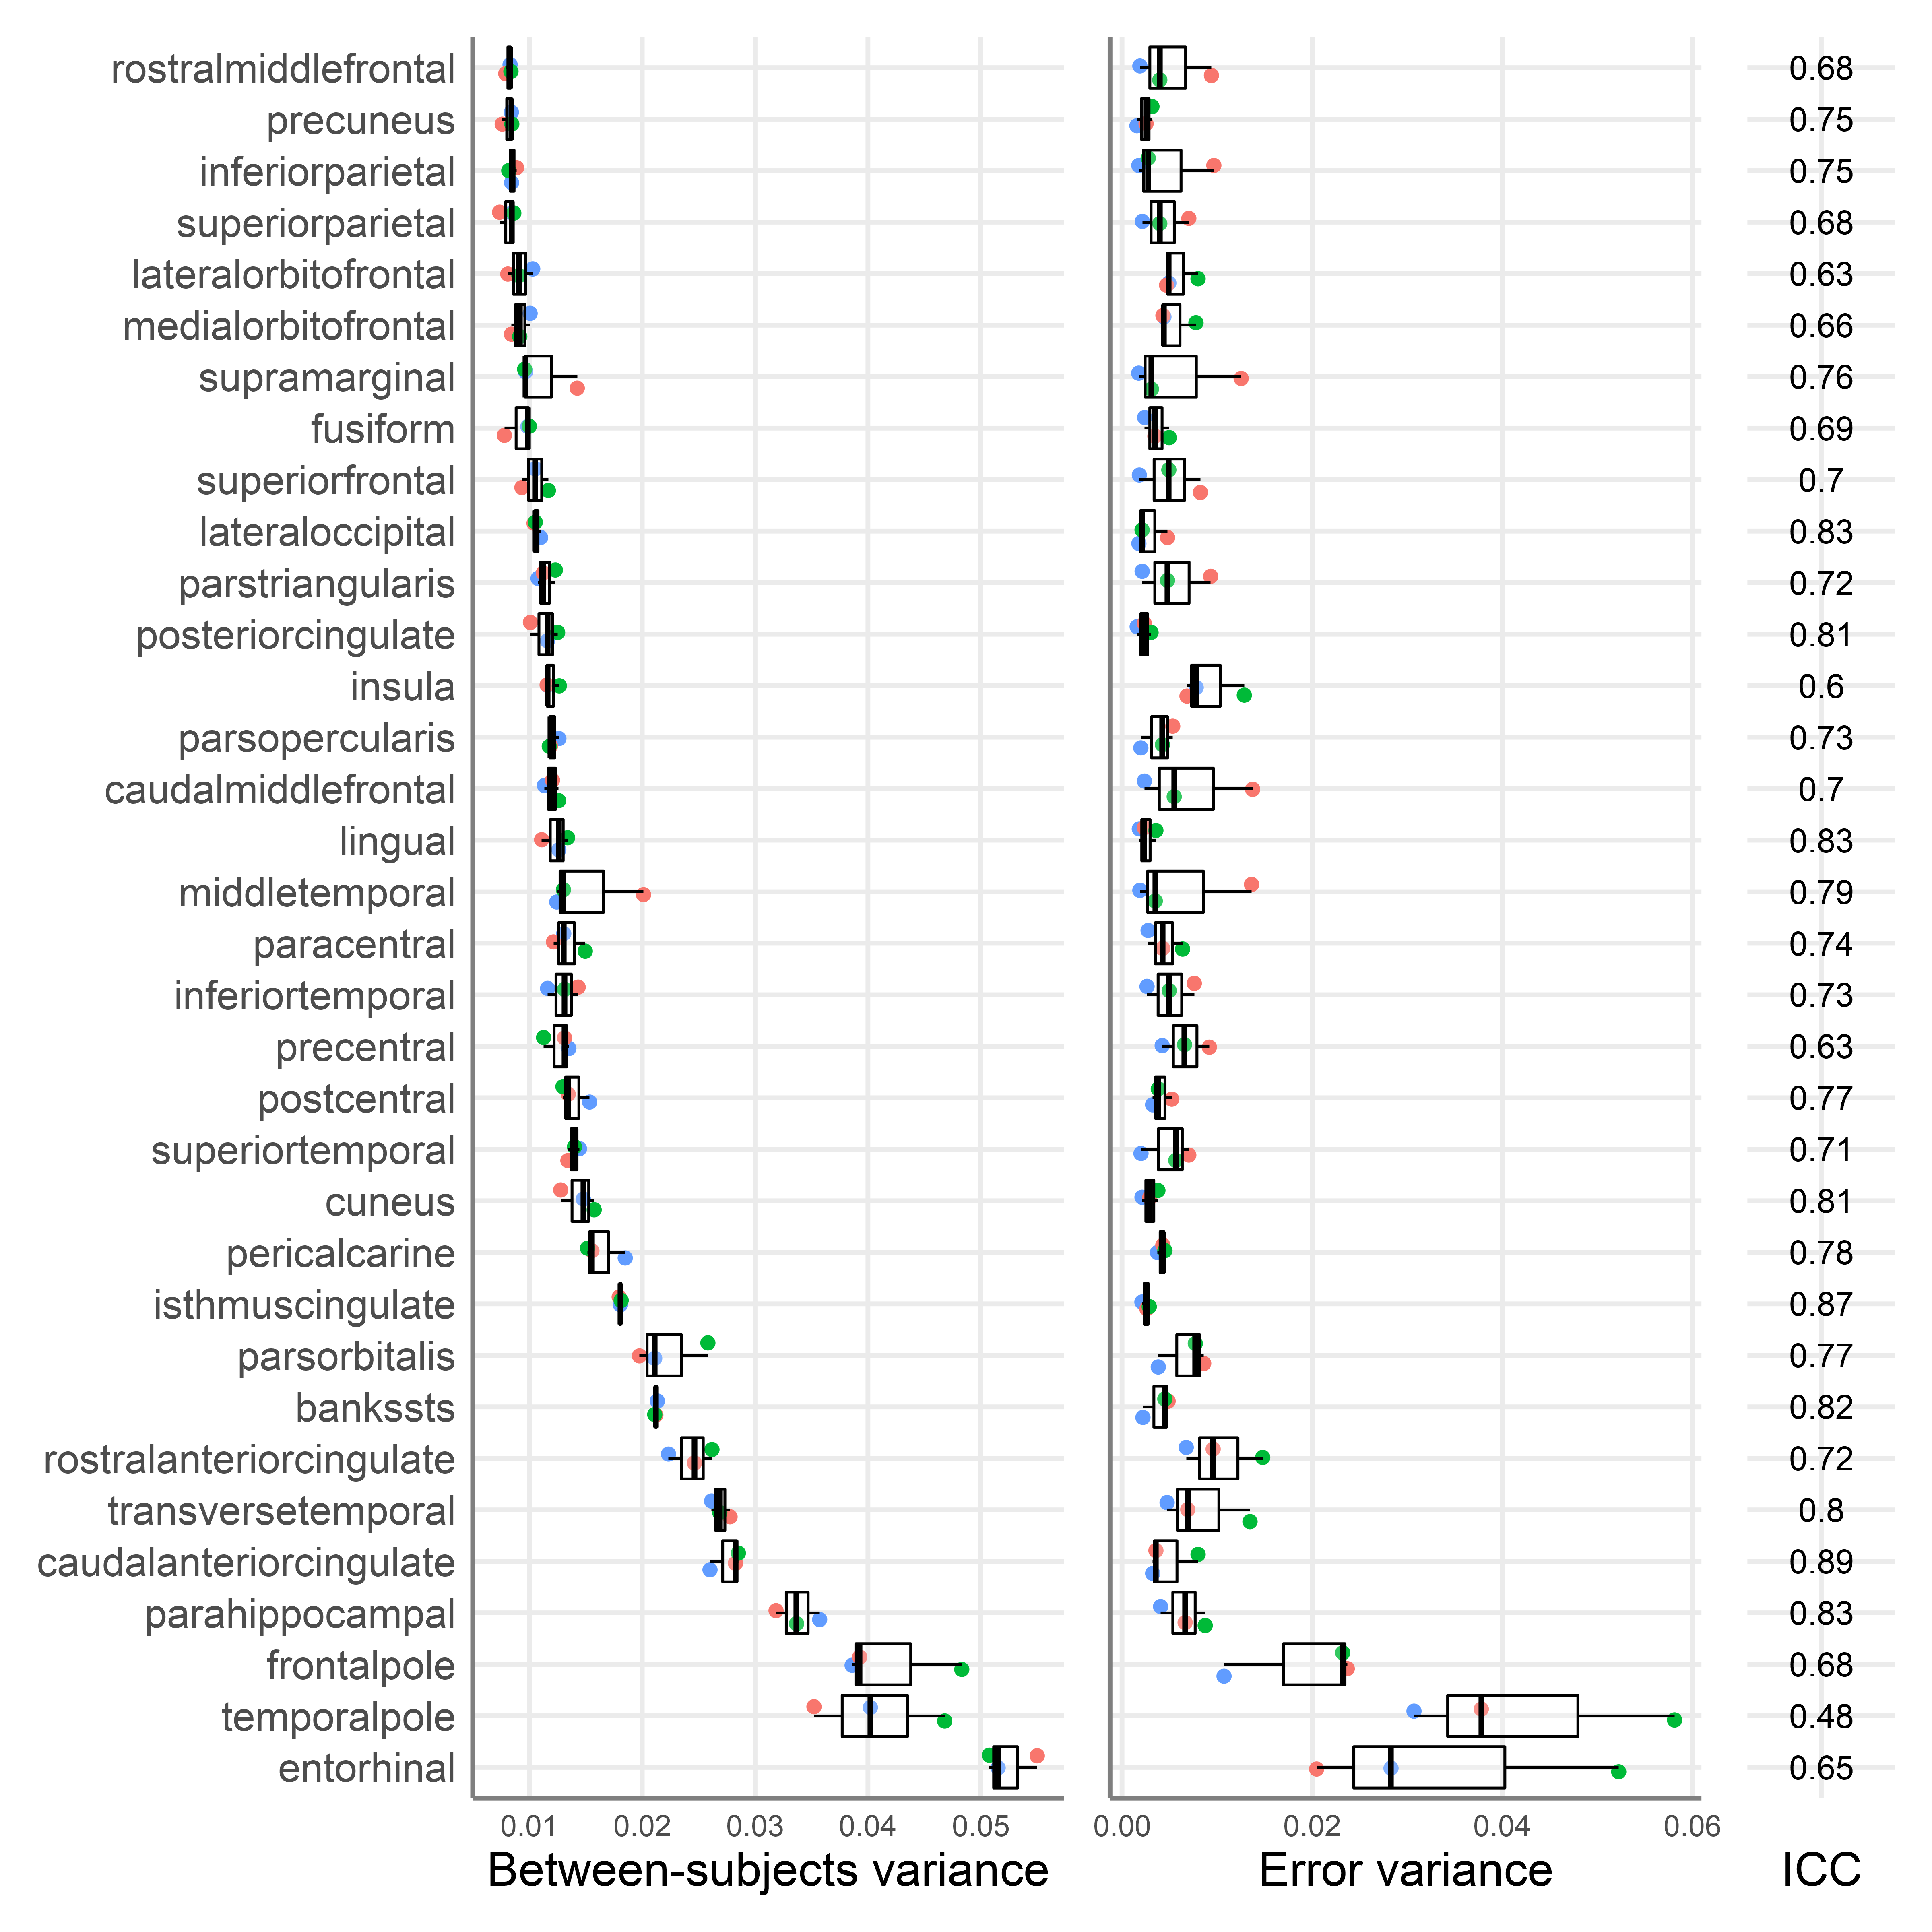 rostralmiddlefrontal 0.68
precuneus 0.75
inferiorparietal 0.75
superiorparietal 0.68
lateralorbitofrontal 0.63
medialorbitofrontal 0.66
supramarginal 0.76
fusiform 0.69
superiorfrontal 0.7
lateraloccipital 0.83
parstriangularis 0.72
posteriorcingulate 0.81
insula 0.6
parsopercularis 0.73
caudalmiddlefrontal 0.7
lingual 0.83
middletemporal 0.79
paracentral 0.74
inferiortemporal 0.73
precentral 0.63
postcentral 0.77
superiortemporal 0.71
cuneus 0.81
pericalcarine 0.78
isthmuscingulate 0.87
parsorbitalis 0.77
bankssts 0.82
rostralanteriorcingulate 0.72
transversetemporal 0.8
caudalanteriorcingulate 0.89
parahippocampal 0.83
frontalpole 0.68
temporalpole 0.48
entorhinal 0.65
0.01 0.02 0.03 0.04 0.05 0.00 0.02 0.04 0.06
Between-subjects variance Error variance ICC